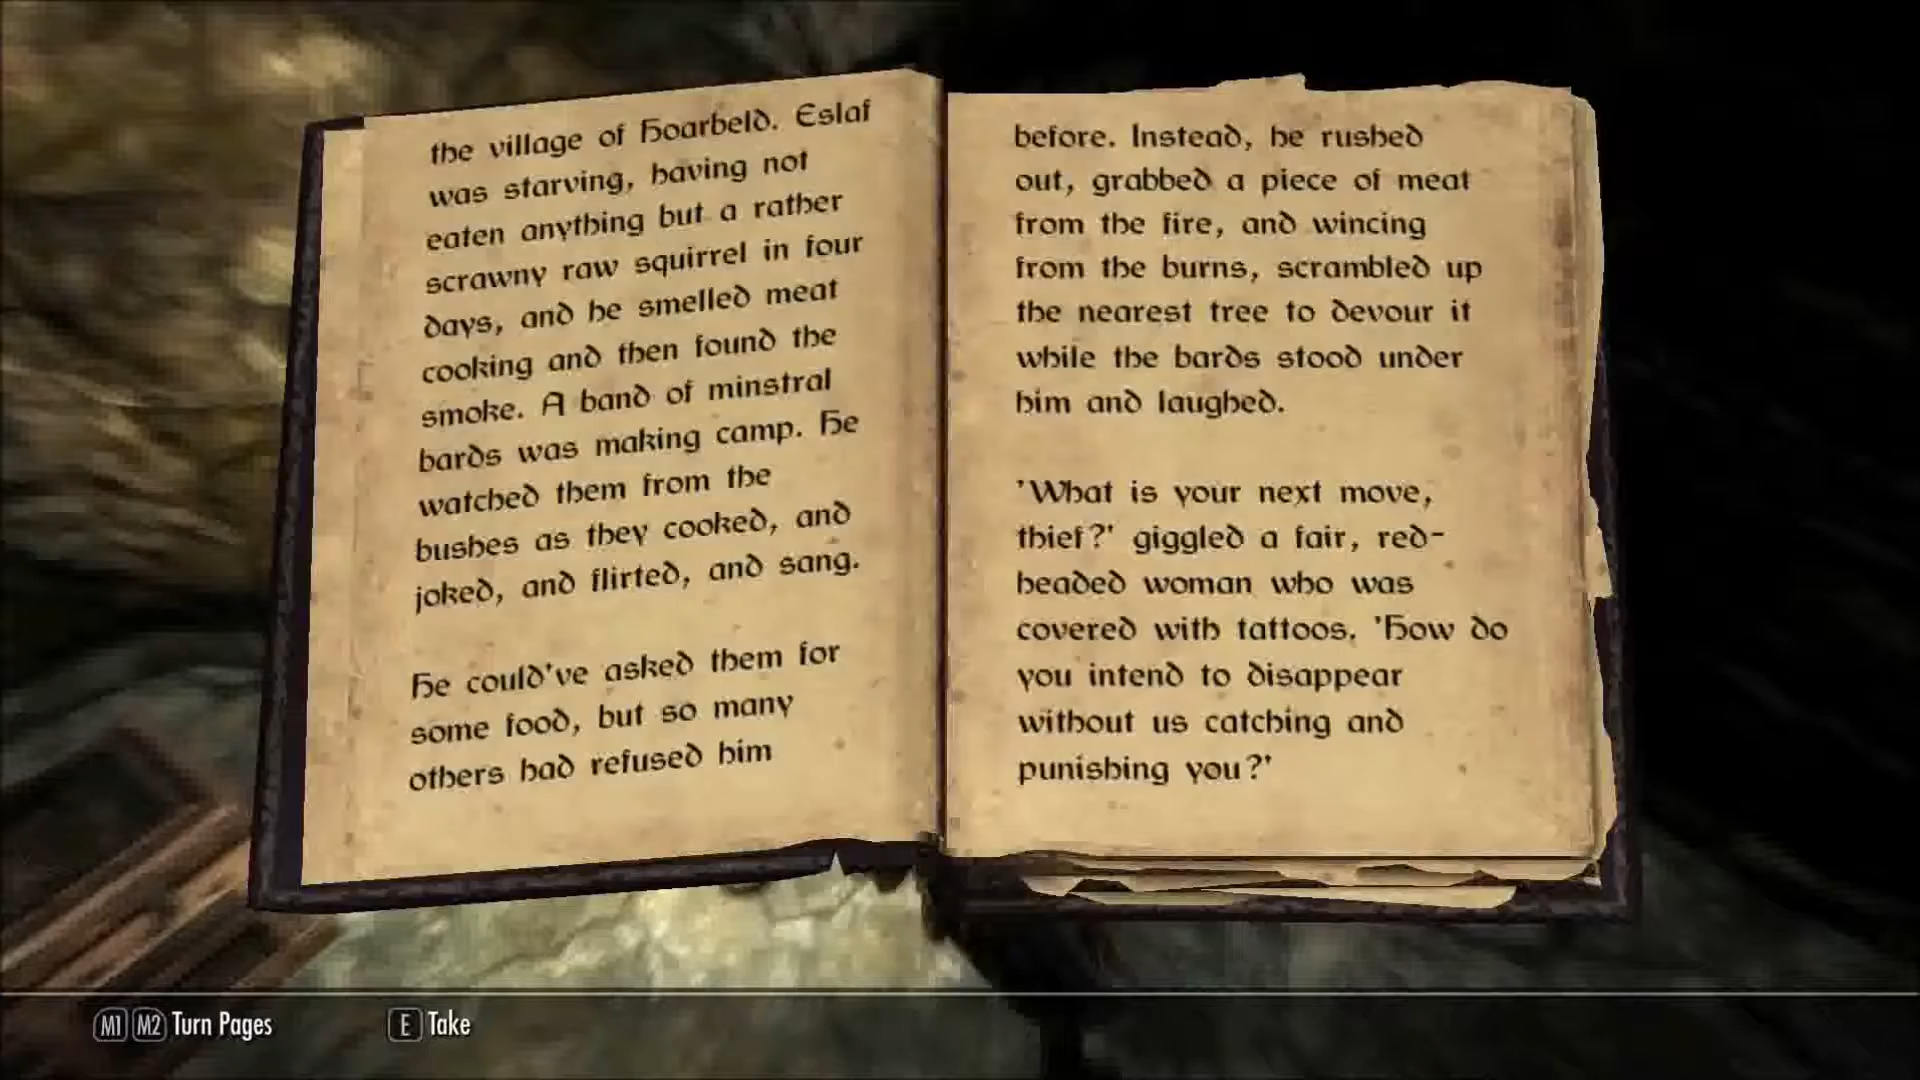 the village of Hoarbeld. Eslaf
was starving, having not
eaten anything but a rather
scrawny raw squirrel in four
days, and he smelled meat
cooking and then found the
smoke. A band of minstral
bards was making camp. He
watched them from the
bushes as they cooked, and
joked, and flirted, and sang.
He could've asked them for
some food, but so many
others had refused him
before. Instead, he rushed
out, grabbed a piece of meat
from the fire, and wincing
from the burns, scrambled up
the nearest tree to devour it
while the bards stood under
him and laughed.
'What is your next move,
thief?' giggled a fair, red-
headed woman who was
covered with tattoos. 'How do
you intend to disappear
without us catching and
punishing you?'
M1 M2 Turn Pages
E Take